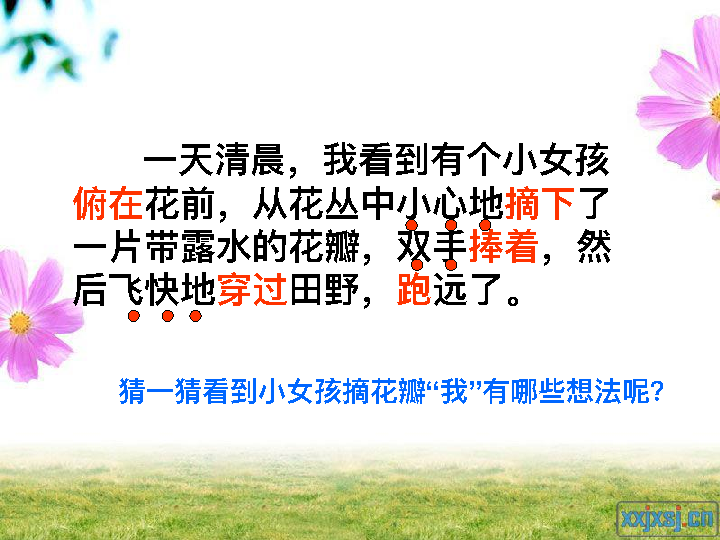 一天清晨，我看到有个小女孩
俯在花前，从花丛中小心地摘下了
一片带露水的花瓣，双手捧着，然
后飞快地穿过田野，跑远了。
猜一猜看到小女孩摘花瓣“我”有哪些想法呢?
xxjxsj.cn